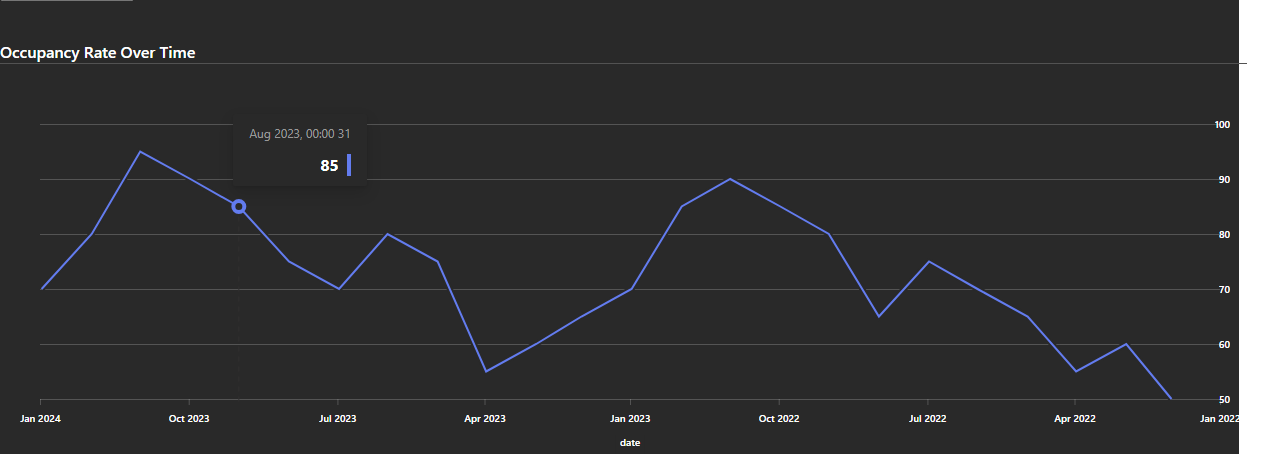 Occupancy Rate Over Time
Aug 2023, 00:00 31
85
100
90
80
70
60
50
Jan 2024 Oct 2023 Jul 2023 Apr 2023 Jan 2023 Oct 2022 Jul 2022 Apr 2022 Jan 2022
date